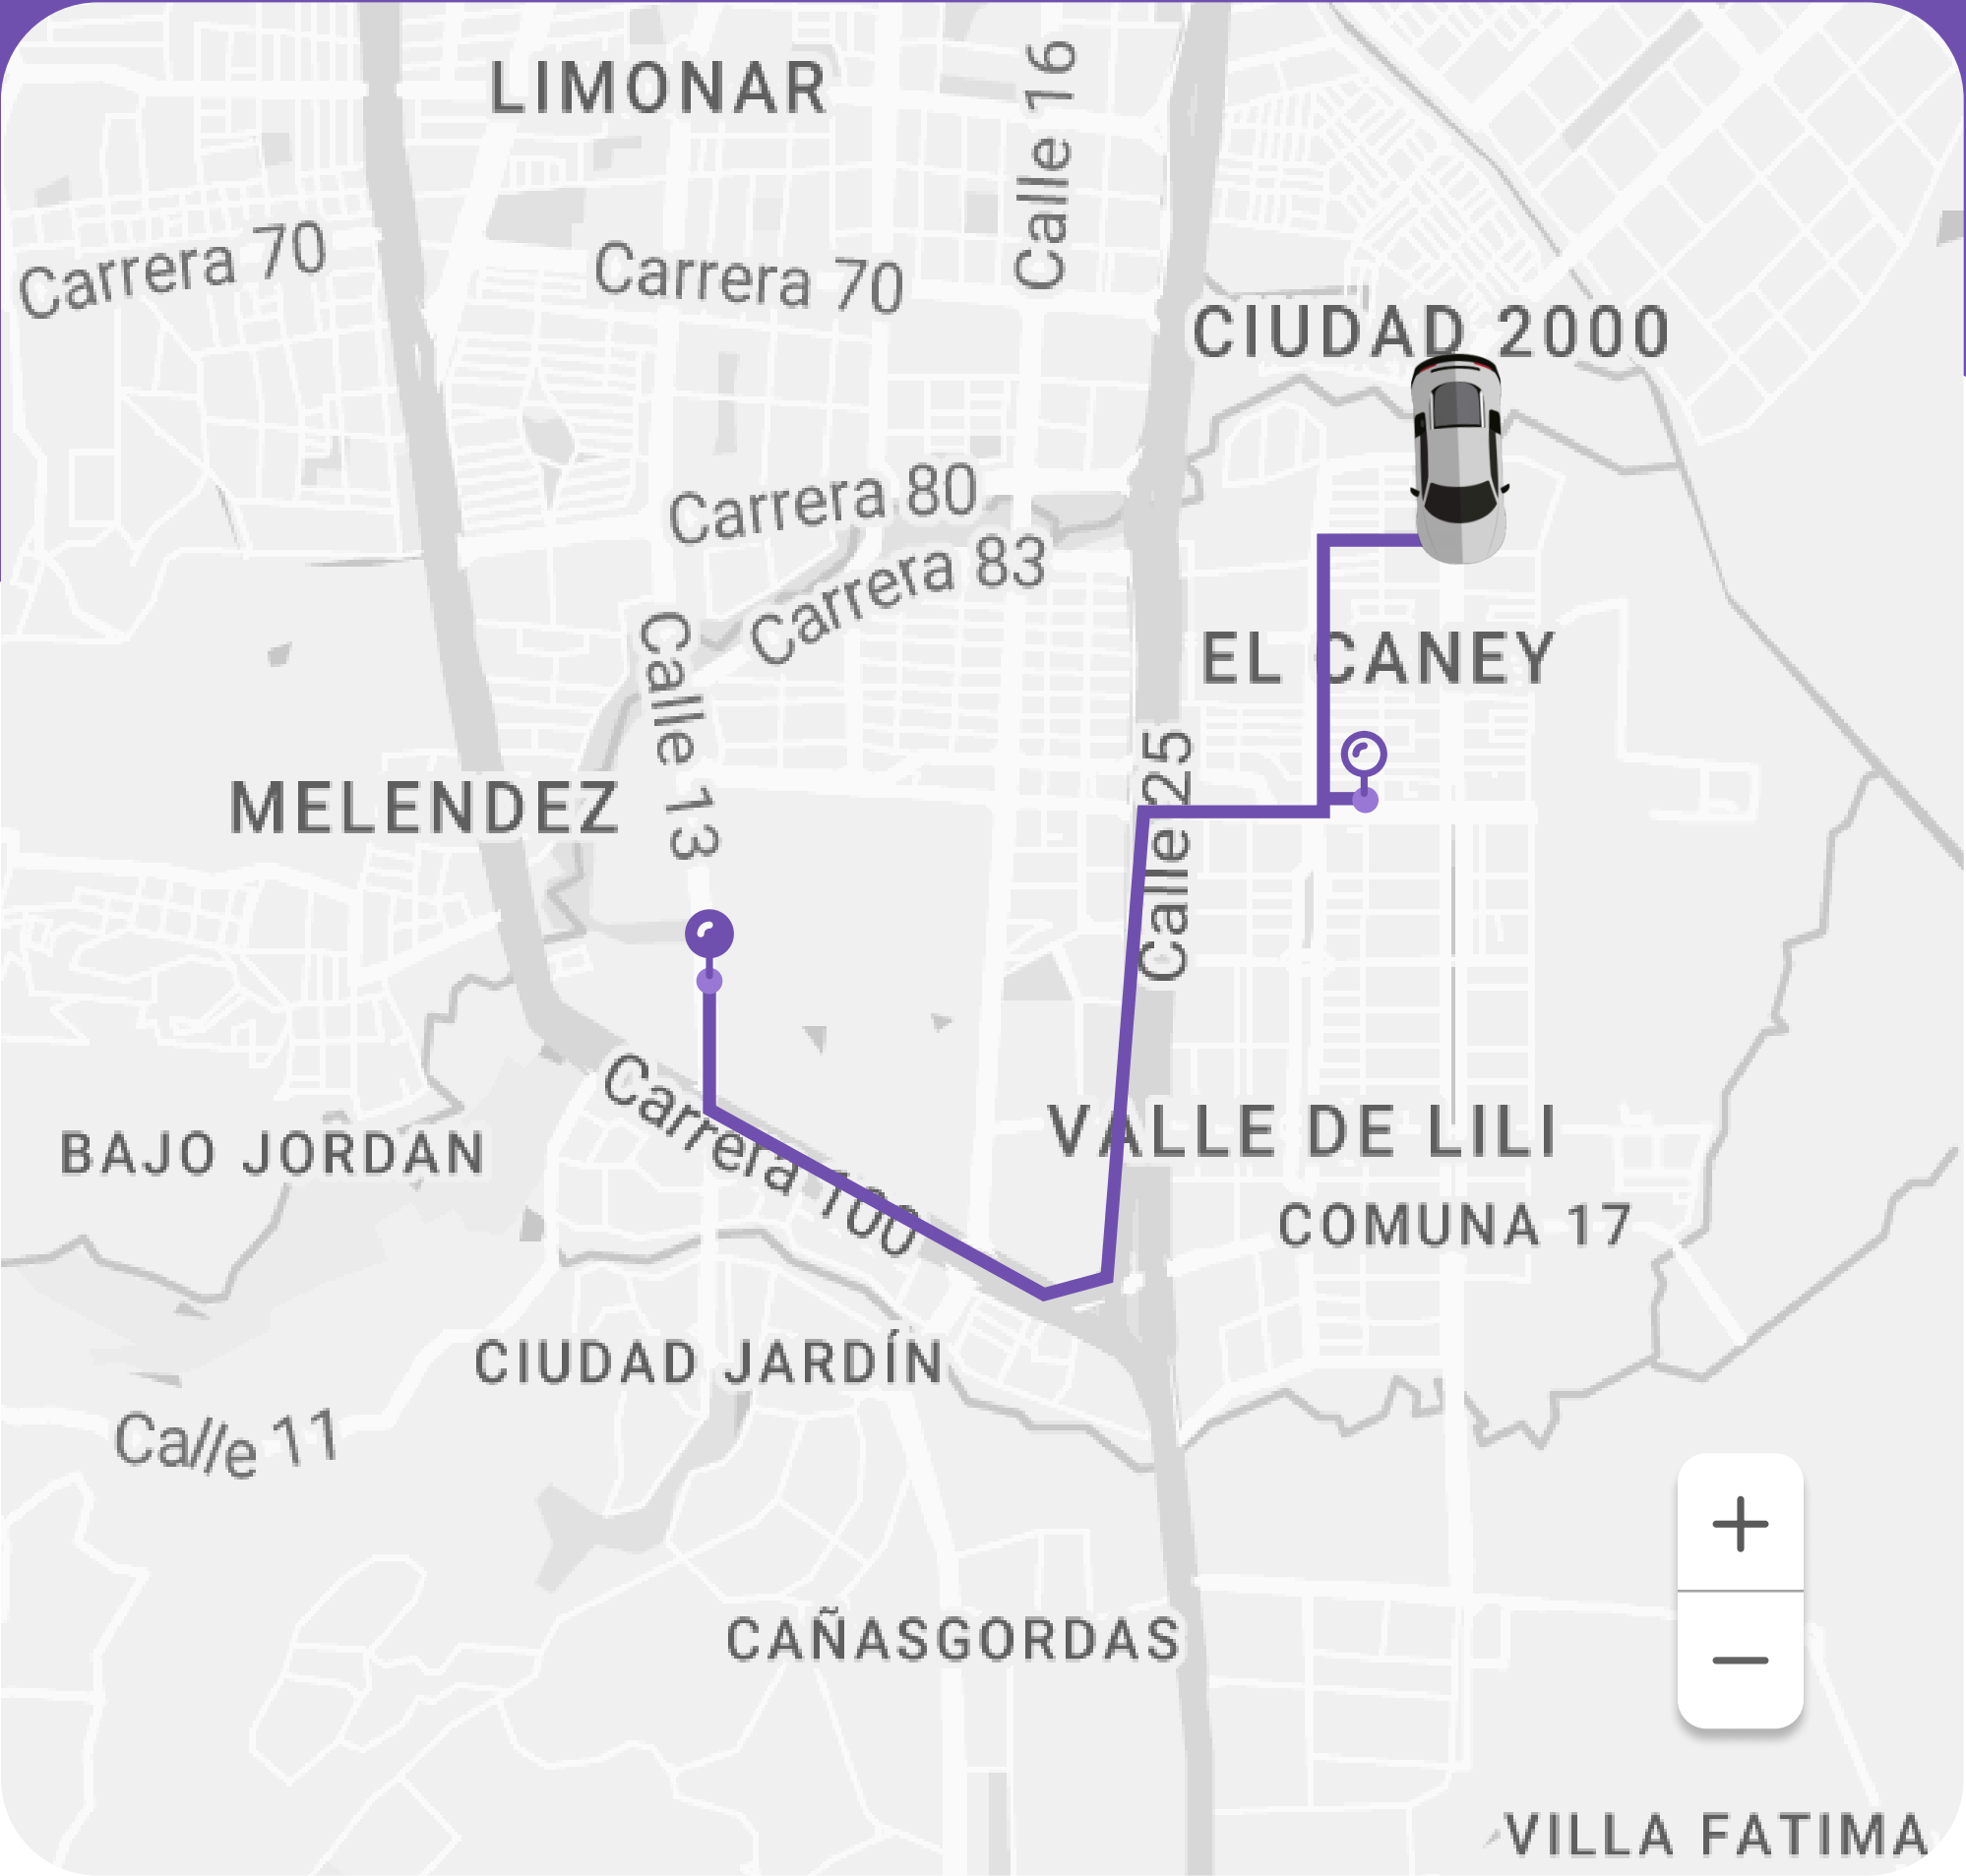 LIMONAR
Calle 16
Carrera 70
Carrera 70
CIUDAD 2000
Carrera 80
Carrera 83
EL CANEY
Calle 13
MELENDEZ
Calle 25
Carrera 100
VALLE DE LILI
BAJO JORDAN
COMUNA 17
CIUDAD JARDÍN
Calle 11
CAÑASGORDAS
+
−
VILLA FATIMA